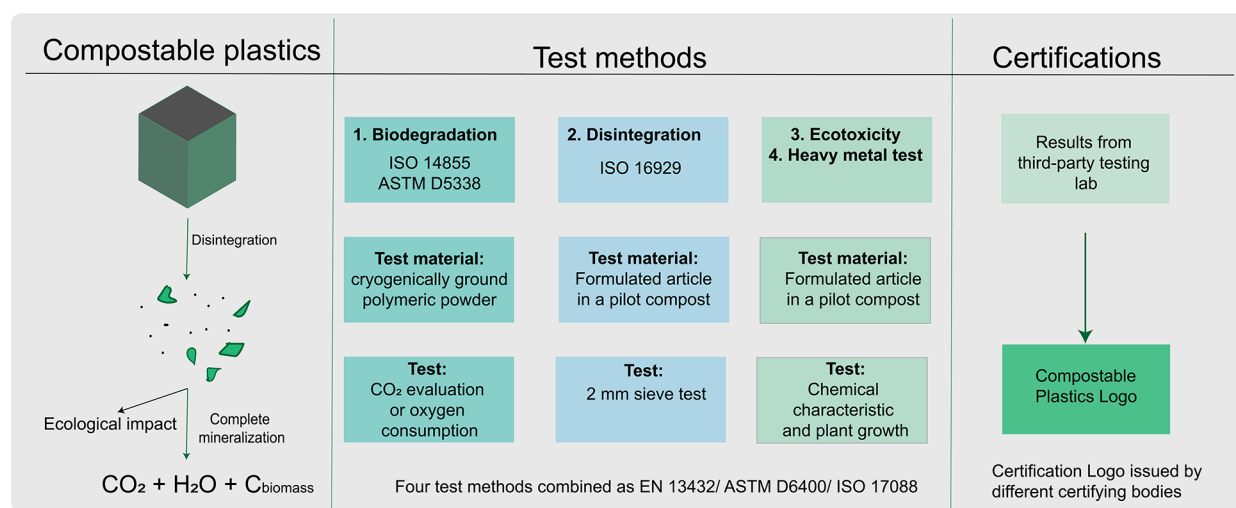 Compostable plastics
Test methods
Certifications
Disintegration
Ecological impact
Complete
mineralization
CO₂ + H₂O + Cbiomass
1. Biodegradation
ISO 14855
ASTM D5338
2. Disintegration
ISO 16929
3. Ecotoxicity
4. Heavy metal test
Test material:
cryogenically ground
polymeric powder
Test material:
Formulated article
in a pilot compost
Test material:
Formulated article
in a pilot compost
Test:
CO₂ evaluation
or oxygen
consumption
Test:
2 mm sieve test
Test:
Chemical
characteristic
and plant growth
Four test methods combined as EN 13432/ ASTM D6400/ ISO 17088
Results from
third-party testing
lab
Compostable
Plastics Logo
Certification Logo issued by
different certifying bodies